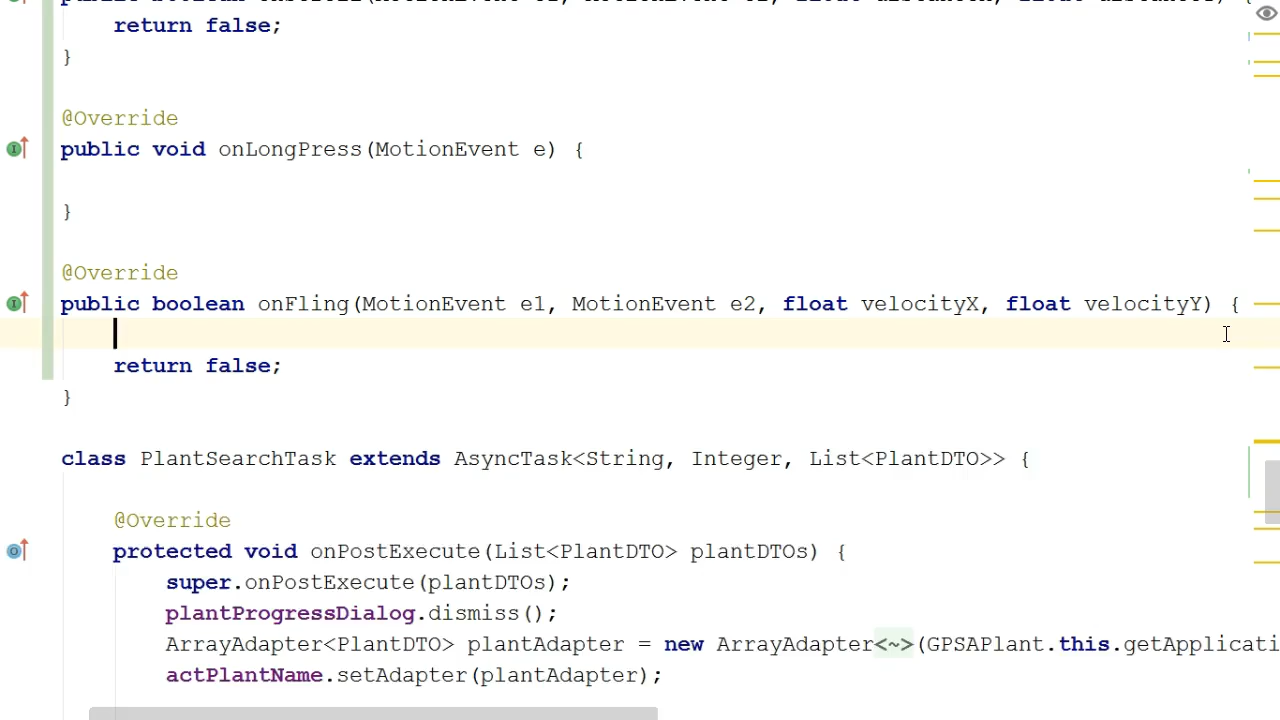 return false;
}
@Override
public void onLongPress(MotionEvent e) {
}
@Override
public boolean onFling(MotionEvent e1, MotionEvent e2, float velocityX, float velocityY) {
return false;
}
class PlantSearchTask extends AsyncTask<String, Integer, List<PlantDTO>> {
@Override
protected void onPostExecute(List<PlantDTO> plantDTOs) {
super.onPostExecute(plantDTOs);
plantProgressDialog.dismiss();
ArrayAdapter<PlantDTO> plantAdapter = new ArrayAdapter<~>(GPSAPlant.this.getApplicati
actPlantName.setAdapter(plantAdapter);